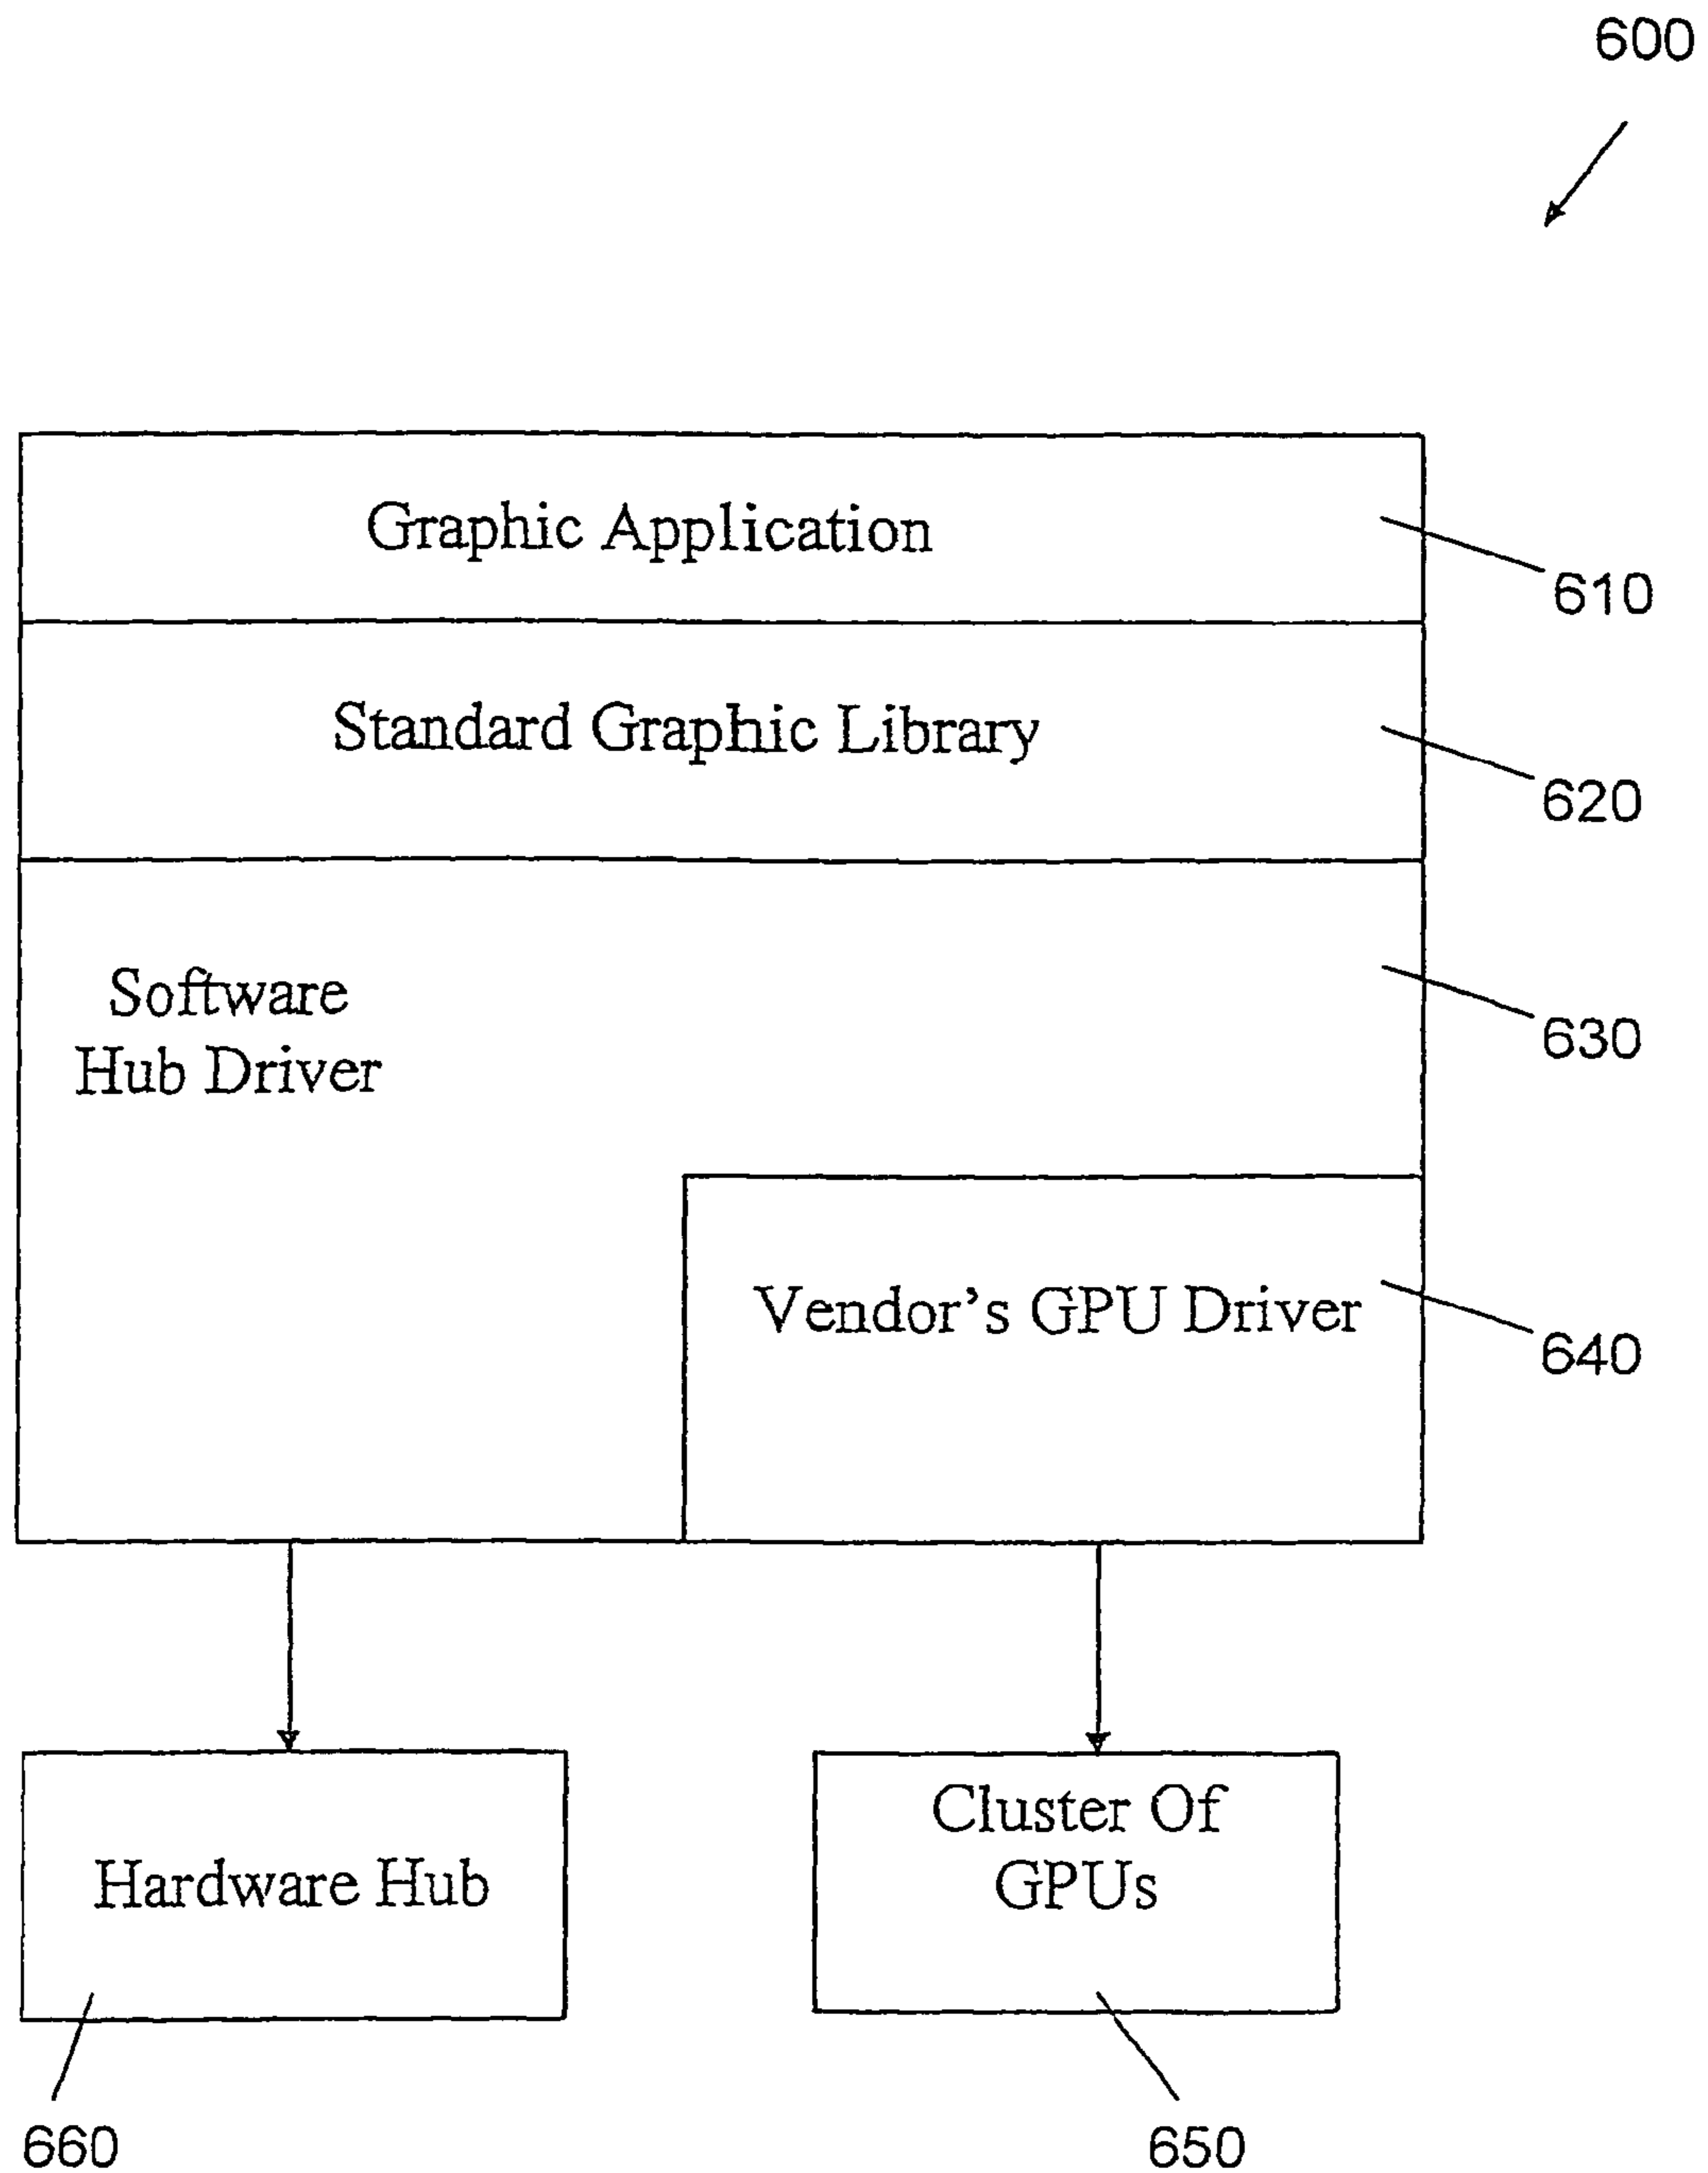 600
Graphic Application
610
Standard Graphic Library
620
Software
Hub Driver
630
Vendor's GPU Driver
640
Hardware Hub
Cluster Of
GPUs
660
650